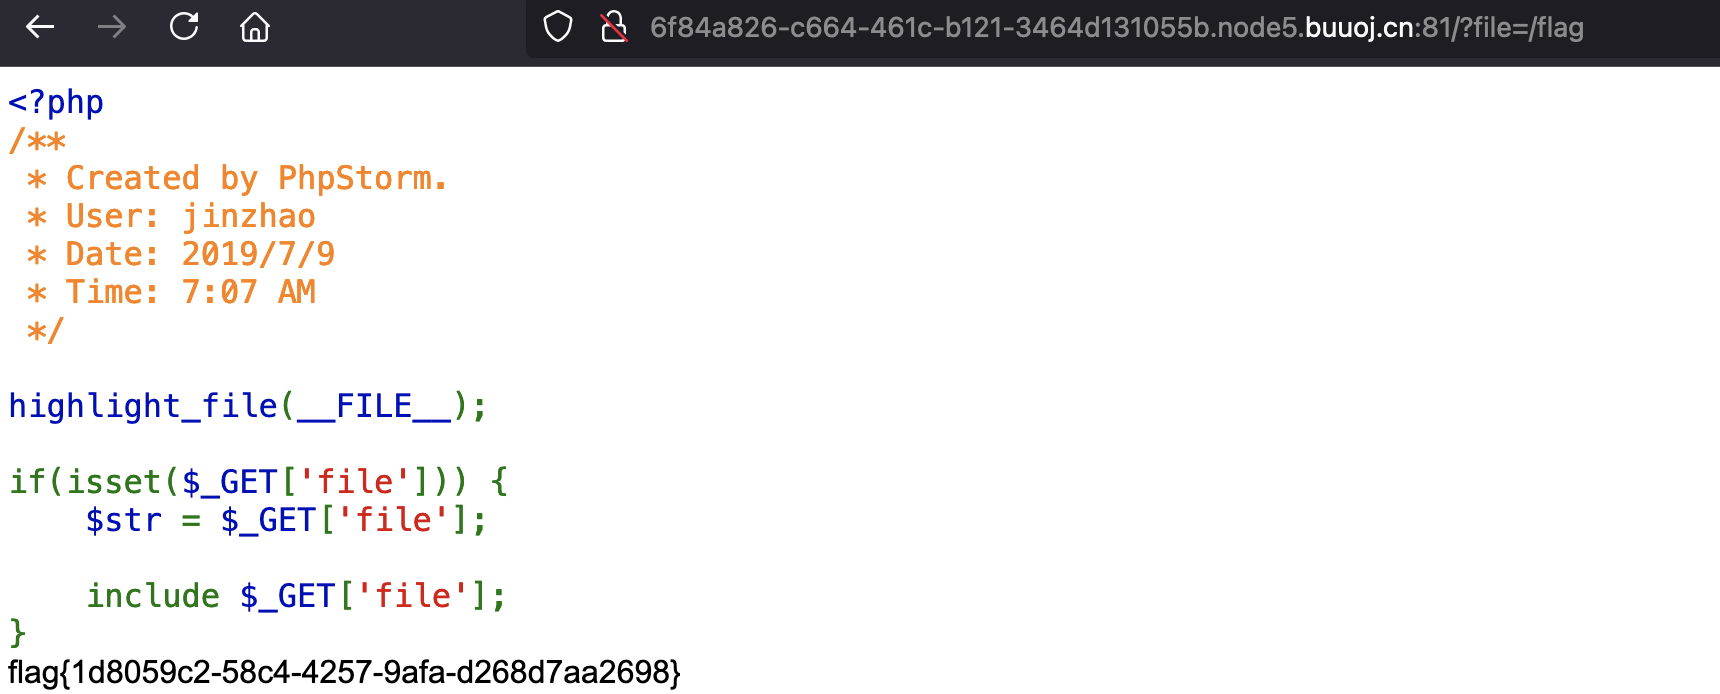 6f84a826-c664-461c-b121-3464d131055b.node5.buuoj.cn:81/?file=/flag
<?php
/**
 * Created by PhpStorm.
 * User: jinzhao
 * Date: 2019/7/9
 * Time: 7:07 AM
 */
highlight_file(__FILE__);
if(isset($_GET['file'])) {
    $str = $_GET['file'];
    include $_GET['file'];
}
flag{1d8059c2-58c4-4257-9afa-d268d7aa2698}